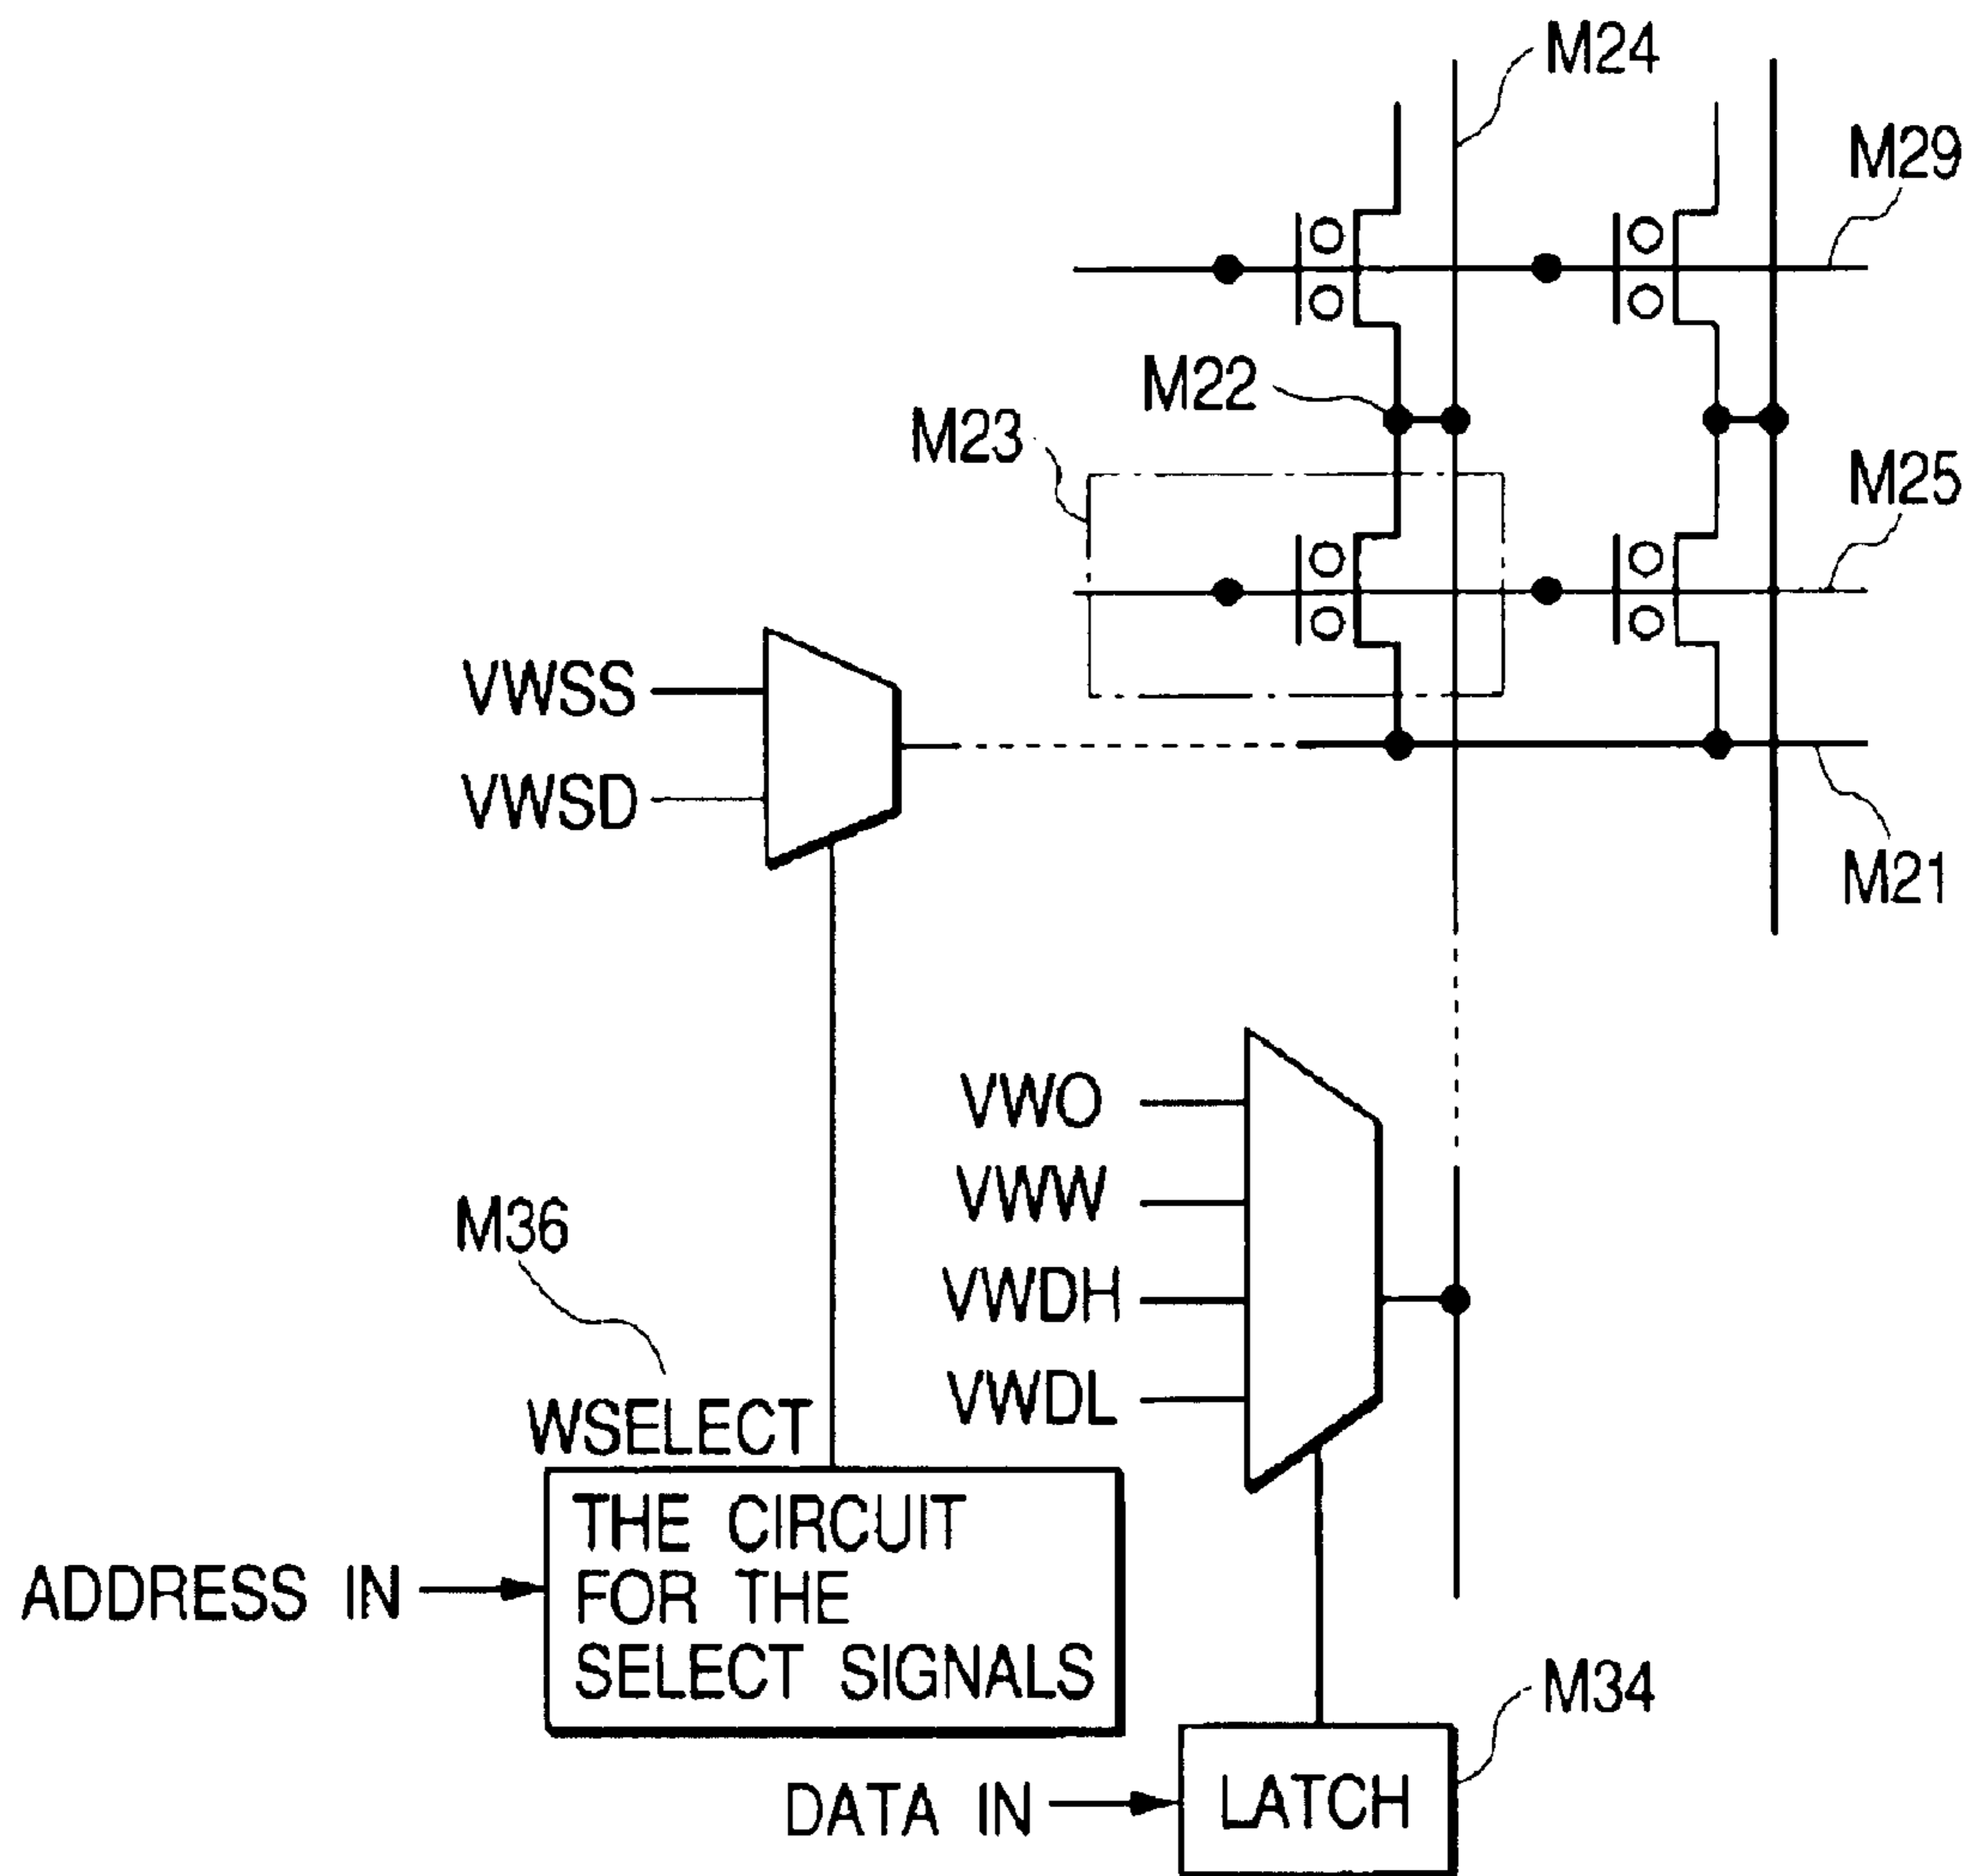 M24
M29
M22
M23
M25
VWSS
VWSD
M21
VWO
VWW
M36
VWDH
VWDL
WSELECT
THE CIRCUIT
FOR THE
SELECT SIGNALS
ADDRESS IN
M34
DATA IN
LATCH